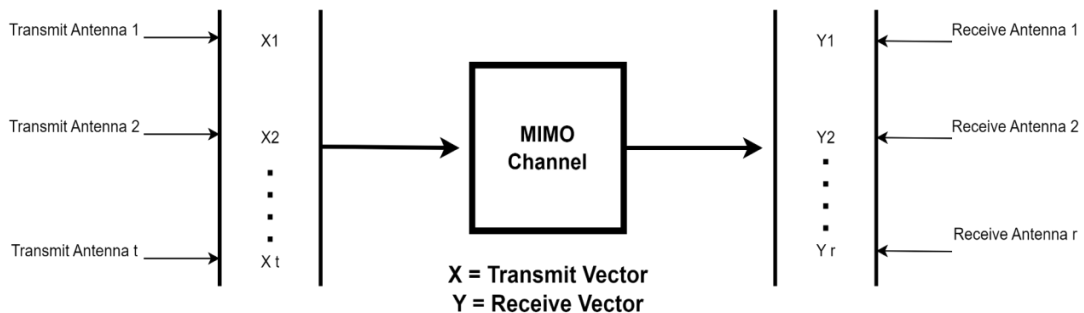 Transmit Antenna 1
X1
Y1
Receive Antenna 1
Transmit Antenna 2
X2
MIMO
Channel
Y2
Receive Antenna 2
Transmit Antenna t
X t
Y r
Receive Antenna r
X = Transmit Vector
Y = Receive Vector